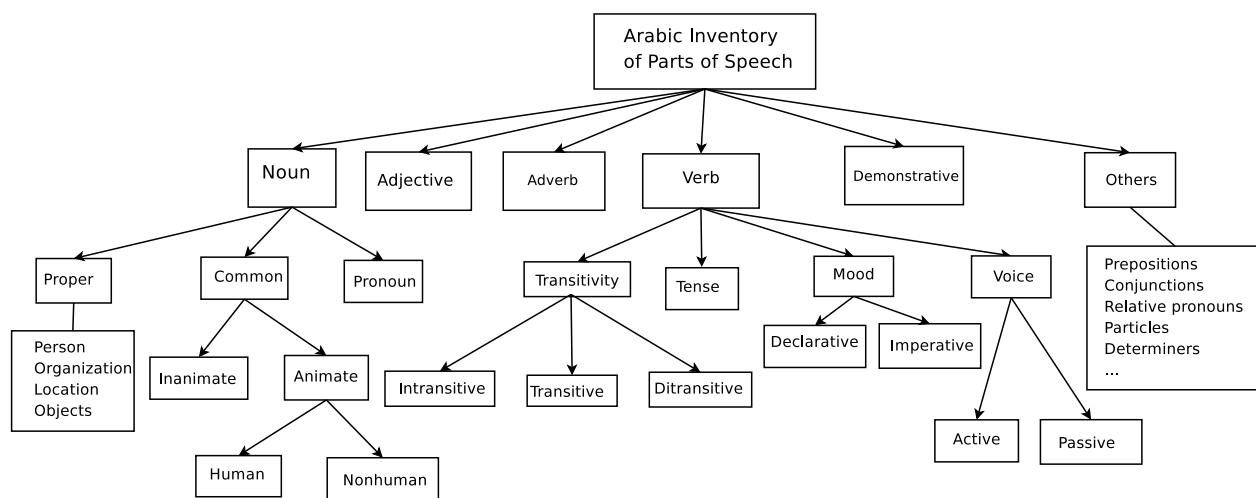 Arabic Inventory
of Parts of Speech
Noun
Adjective
Adverb
Verb
Demonstrative
Others
Proper
Common
Pronoun
Transitivity
Tense
Mood
Voice
Prepositions
Conjunctions
Relative pronouns
Particles
Determiners
...
Person
Organization
Location
Objects
Inanimate
Animate
Intransitive
Transitive
Ditransitive
Declarative
Imperative
Active
Passive
Human
Nonhuman